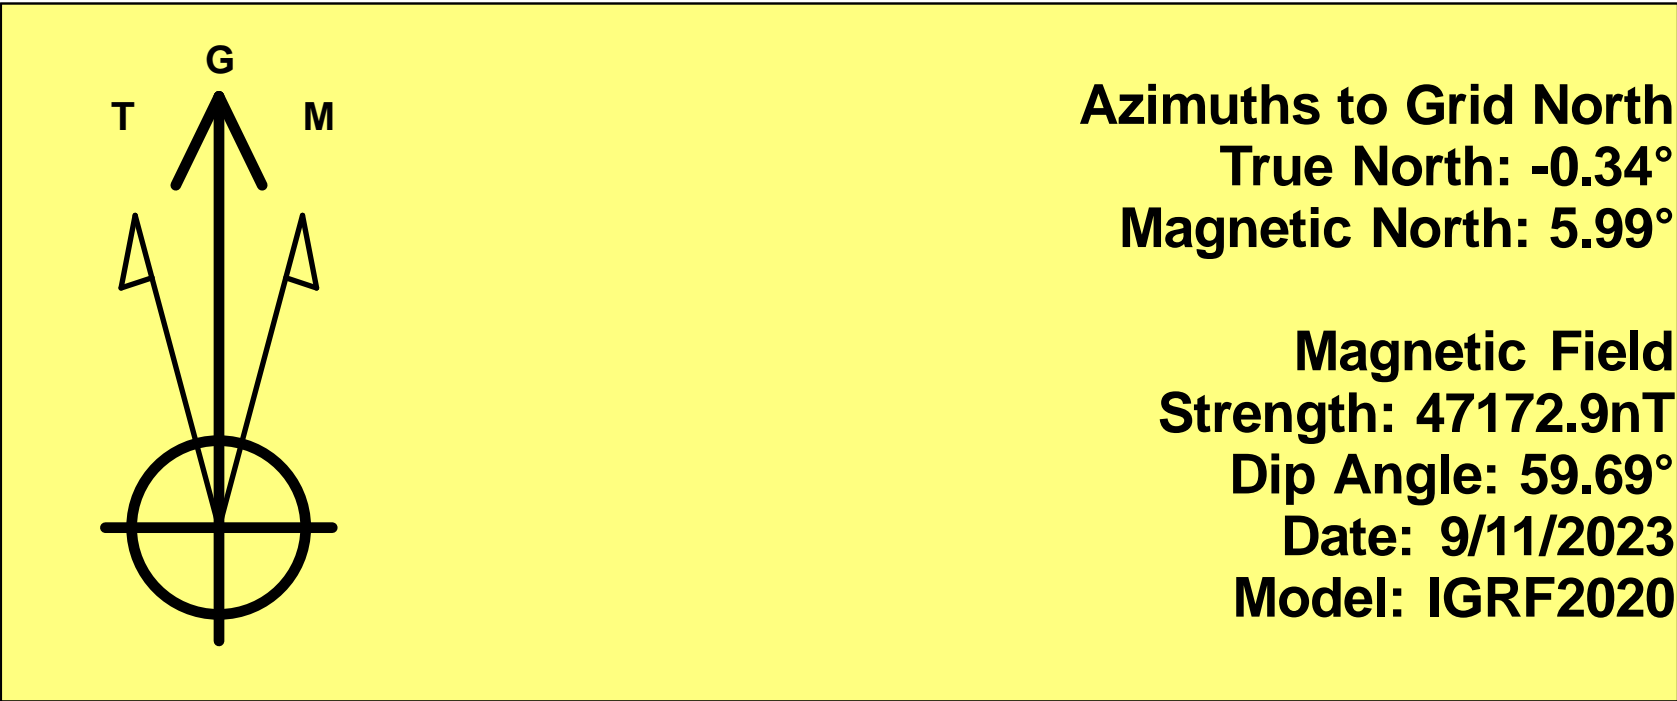 G
T M
Azimuths to Grid North
True North: -0.34°
Magnetic North: 5.99°
Magnetic Field
Strength: 47172.9nT
Dip Angle: 59.69°
Date: 9/11/2023
Model: IGRF2020